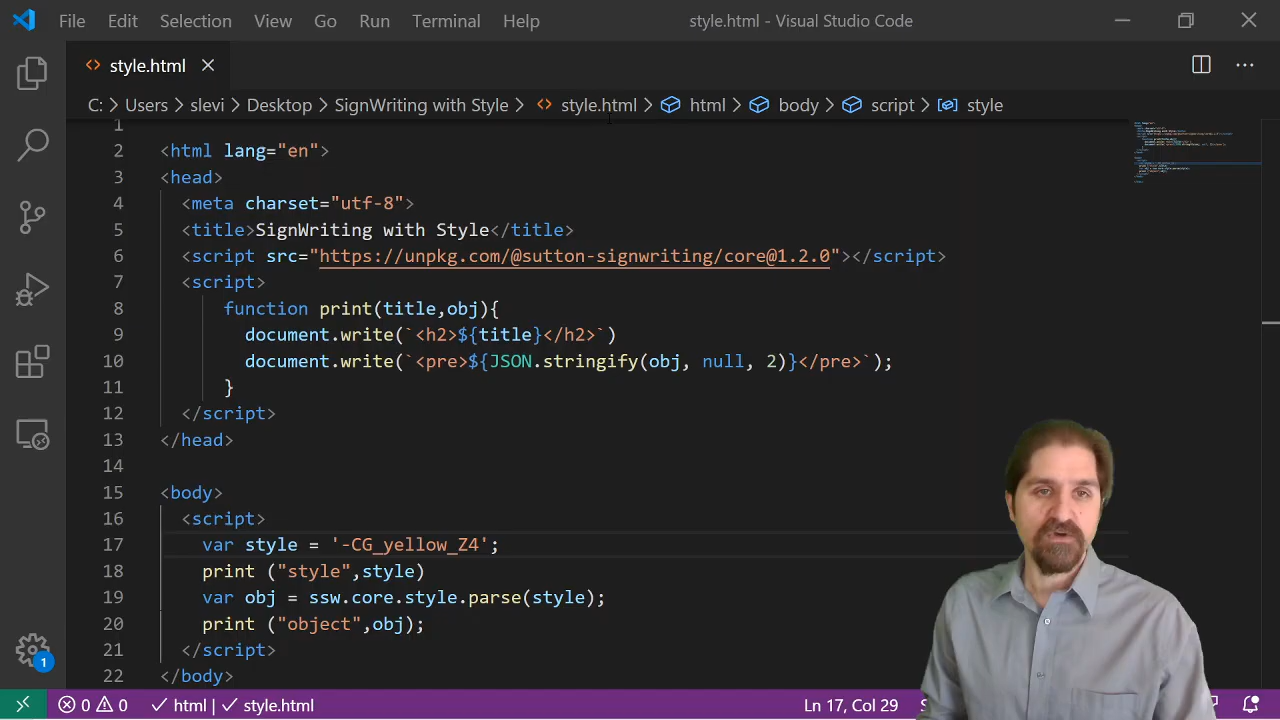 File Edit Selection View Go Run Terminal Help style.html - Visual Studio Code
style.html
C: > Users > slevi > Desktop > SignWriting with Style > style.html > html > body > script > style
1
2 <html lang="en">
3 <head>
4 <meta charset="utf-8">
5 <title>SignWriting with Style</title>
6 <script src="https://unpkg.com/@sutton-signwriting/core@1.2.0"></script>
7 <script>
8 function print(title,obj){
9 document.write(`<h2>${title}</h2>`)
10 document.write(`<pre>${JSON.stringify(obj, null, 2)}</pre>`);
11 }
12 </script>
13 </head>
14
15 <body>
16 <script>
17 var style = '-CG_yellow_Z4';
18 print ("style",style)
19 var obj = ssw.core.style.parse(style);
20 print ("object",obj);
21 </script>
22 </body>
1
0 0 html | style.html Ln 17, Col 29